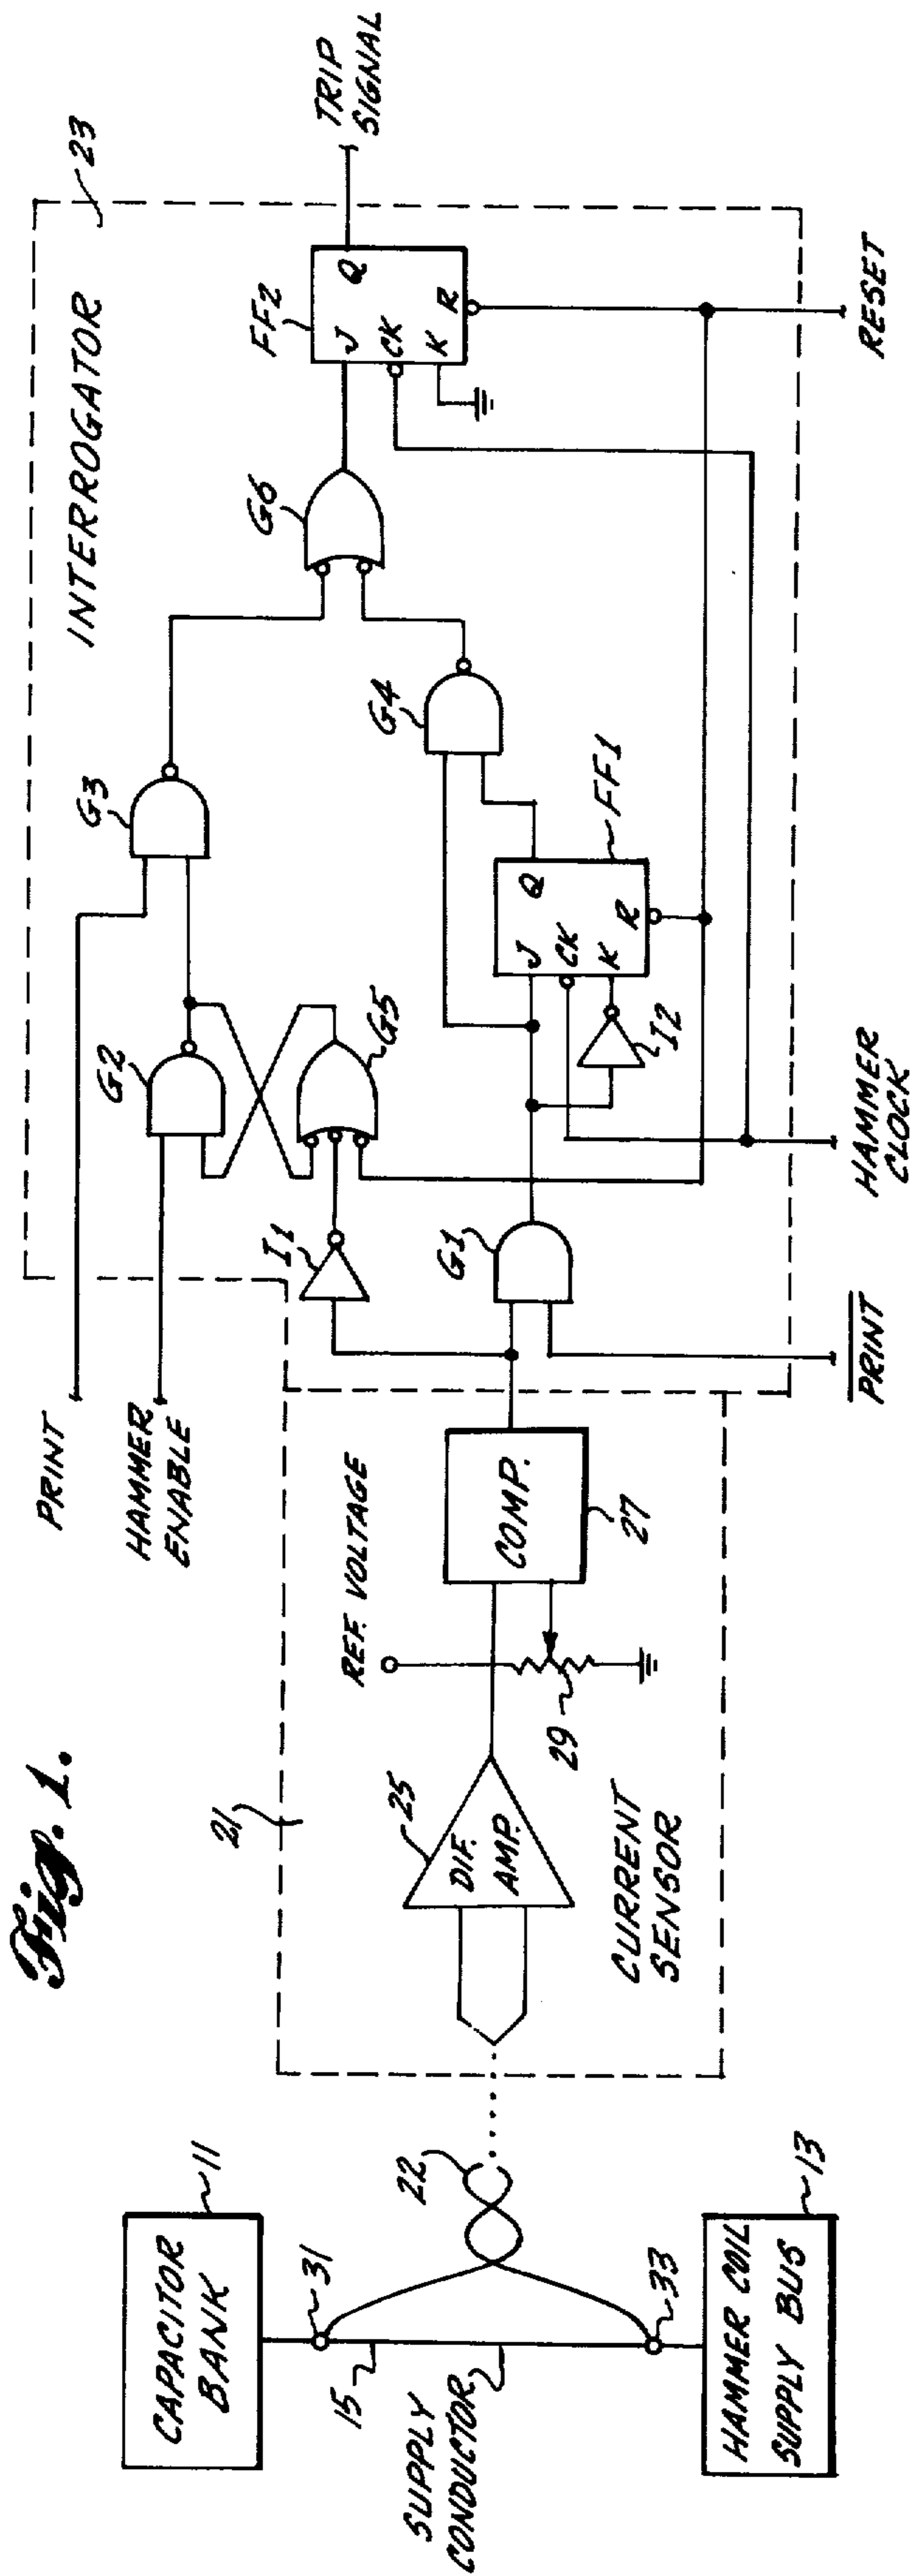 Fig. 1.
CAPACITOR
BANK
11
31
15
SUPPLY
CONDUCTOR
22
33
HAMMER COIL
SUPPLY BUS
13
21
DIF.
AMP.
25
CURRENT
SENSOR
REF. VOLTAGE
29
COMP.
27
PRINT
HAMMER
ENABLE
INTERROGATOR
23
I1
G1
G2
G5
G3
J
CK
K
Q
R
FF1
I2
G4
G6
FF2
J
CK
K
Q
R
TRIP
SIGNAL
PRINT
HAMMER
CLOCK
RESET